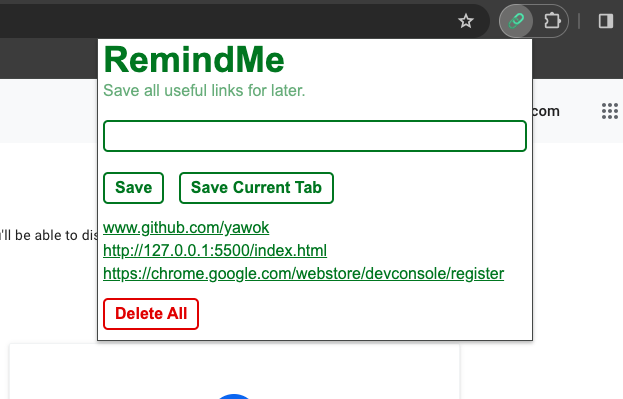 RemindMe
Save all useful links for later.
com
Save Save Current Tab
'll be able to dis
www.github.com/yawok
http://127.0.0.1:5500/index.html
https://chrome.google.com/webstore/devconsole/register
Delete All